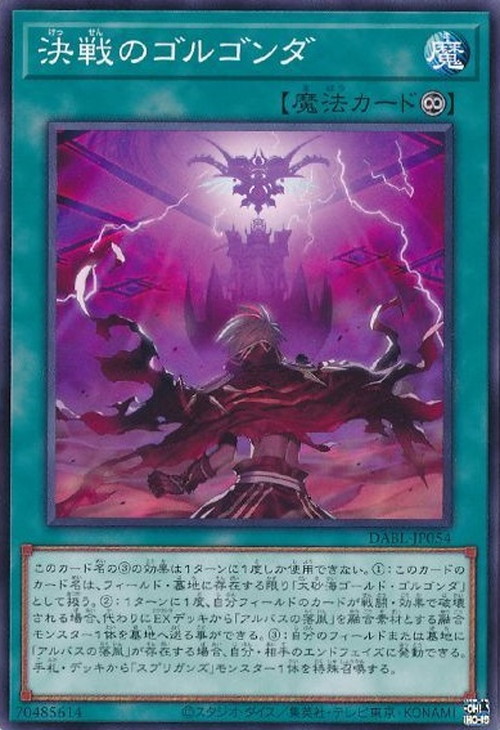 決戦のゴルゴンダ
魔
【魔法カード】
DABL-JP054
このカード名の③の効果は1ターンに1度しか使用できない。①：このカードの
カード名は、フィールド・墓地に存在する限り「大砂海ゴールド・ゴルゴンダ」
として扱う。②：1ターンに1度、自分フィールドのカードが戦闘・効果で破壊
される場合、代わりにEXデッキから「アルバスの落胤」を融合素材とする融合
モンスター1体を墓地へ送る事ができる。③：自分のフィールドまたは墓地に
「アルバスの落胤」が存在する場合、自分・相手のエンドフェイズに発動できる。
手札・デッキから「スプリガンズ」モンスター1体を特殊召喚する。
70485614
©スタジオ・ダイス／集英社・テレビ東京・KONAMI